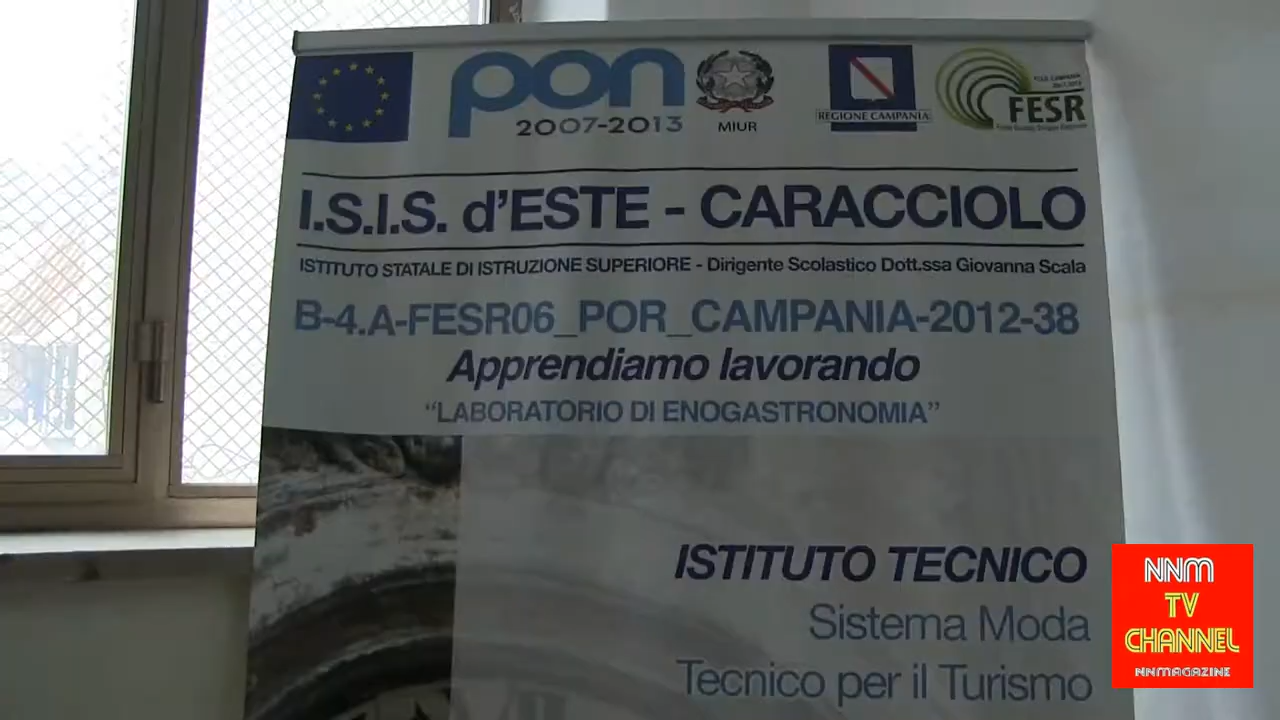 pon
2007-2013
MIUR
REGIONE CAMPANIA
FESR
I.S.I.S. d'ESTE - CARACCIOLO
ISTITUTO STATALE DI ISTRUZIONE SUPERIORE - Dirigente Scolastico Dott.ssa Giovanna Scala
B-4.A-FESR06_POR_CAMPANIA-2012-38
Apprendiamo lavorando
"LABORATORIO DI ENOGASTRONOMIA"
ISTITUTO TECNICO
Sistema Moda
Tecnico per il Turismo
NNM
TV
CHANNEL
NNMAGAZINE